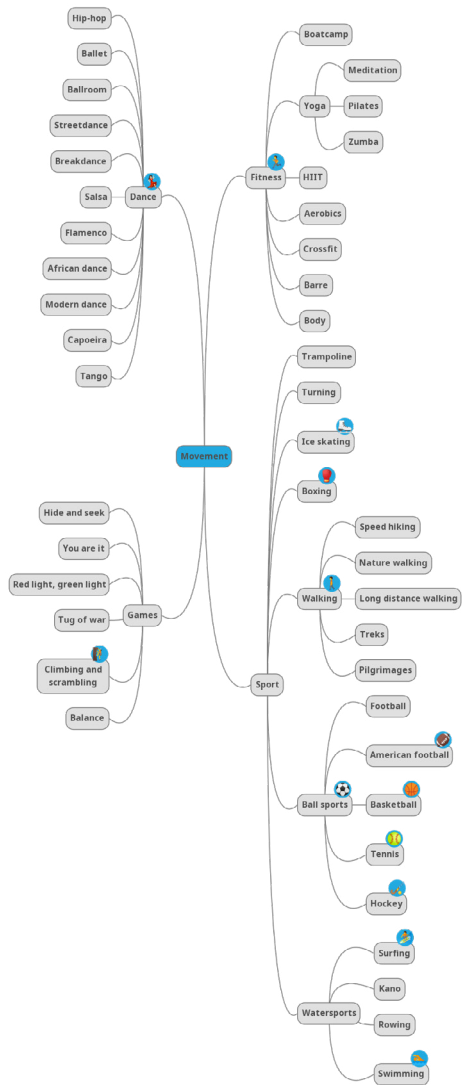 Hip-hop
Ballet
Ballroom
Streetdance
Breakdance
Salsa
Dance
Flamenco
African dance
Modern dance
Capoeira
Tango
Movement
Hide and seek
You are it
Red light, green light
Tug of war
Games
Climbing and
scrambling
Balance
Boatcamp
Meditation
Yoga
Pilates
Zumba
Fitness
HIIT
Aerobics
Crossfit
Barre
Body
Trampoline
Turning
Ice skating
Boxing
Speed hiking
Nature walking
Walking
Long distance walking
Treks
Pilgrimages
Sport
Football
American football
Ball sports
Basketball
Tennis
Hockey
Surfing
Kano
Watersports
Rowing
Swimming